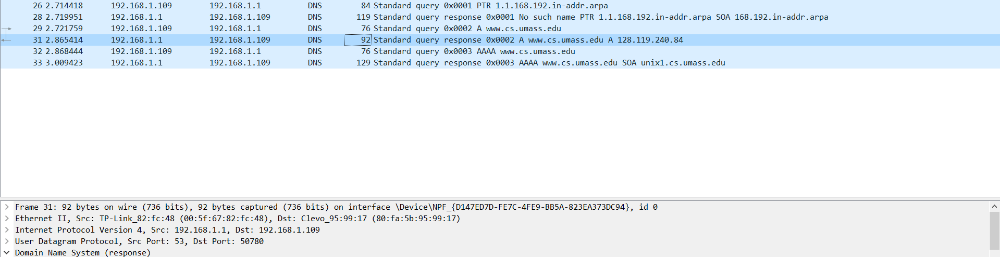 26 2.714418 192.168.1.109 192.168.1.1 DNS 84 Standard query 0x0001 PTR 1.1.168.192.in-addr.arpa
28 2.719951 192.168.1.1 192.168.1.109 DNS 119 Standard query response 0x0001 No such name PTR 1.1.168.192.in-addr.arpa SOA 168.192.in-addr.arpa
29 2.721759 192.168.1.109 192.168.1.1 DNS 76 Standard query 0x0002 A www.cs.umass.edu
31 2.865414 192.168.1.1 192.168.1.109 DNS 92 Standard query response 0x0002 A www.cs.umass.edu A 128.119.240.84
32 2.868444 192.168.1.109 192.168.1.1 DNS 76 Standard query 0x0003 AAAA www.cs.umass.edu
33 3.009423 192.168.1.1 192.168.1.109 DNS 129 Standard query response 0x0003 AAAA www.cs.umass.edu SOA unix1.cs.umass.edu
Frame 31: 92 bytes on wire (736 bits), 92 bytes captured (736 bits) on interface \Device\NPF_{D147ED7D-FE7C-4FE9-BB5A-823EA373DC94}, id 0
Ethernet II, Src: TP-Link_82:fc:48 (00:5f:67:82:fc:48), Dst: Clevo_95:99:17 (80:fa:5b:95:99:17)
Internet Protocol Version 4, Src: 192.168.1.1, Dst: 192.168.1.109
User Datagram Protocol, Src Port: 53, Dst Port: 50780
Domain Name System (response)